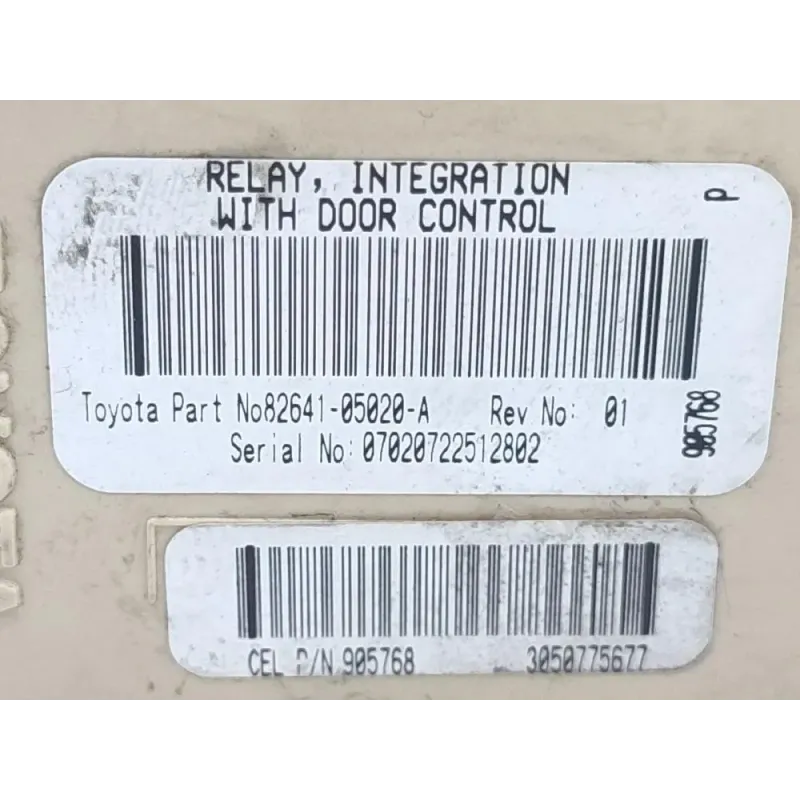 RELAY, INTEGRATION
WITH DOOR CONTROL
P
Toyota Part No82641-05020-A Rev No: 01
Serial No: 07020722512802
905768
CEL P/N 905768 3050775677